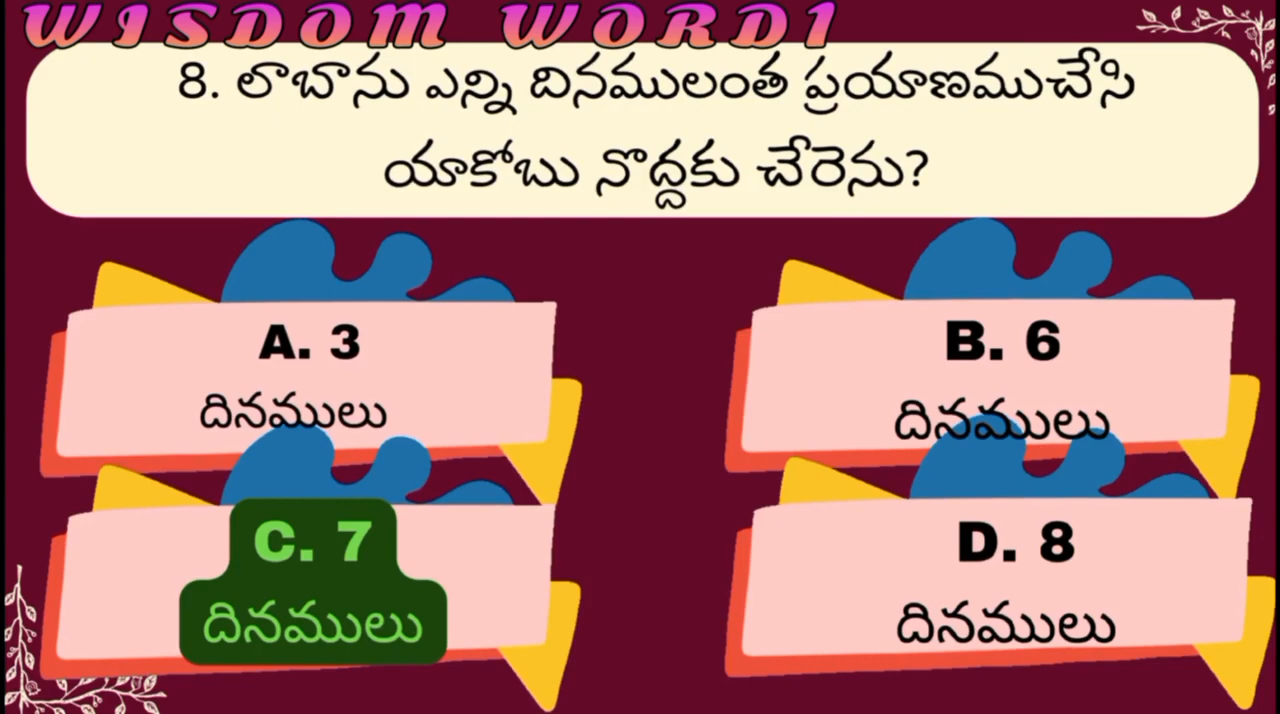 WISDOM WORD1
8. లాబాను ఎన్ని దినములంత ప్రయాణముచేసి
యాకోబు నొద్దకు చేరెను?
A. 3
దినములు
B. 6
దినములు
C. 7
దినములు
D. 8
దినములు